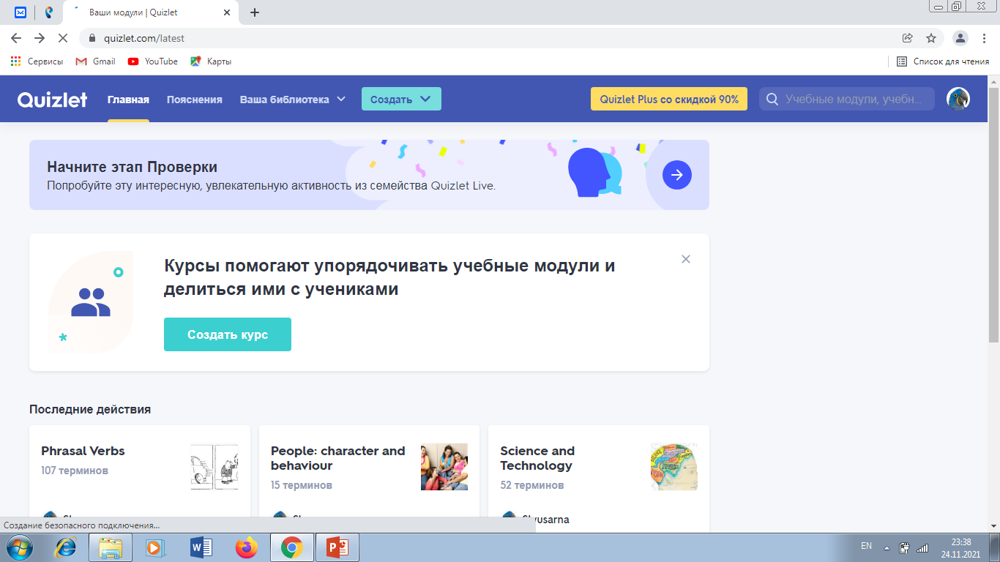 Ваши модули | Quizlet
quizlet.com/latest
Сервисы Gmail YouTube Карты Список для чтения
Quizlet Главная Пояснения Ваша библиотека Создать Quizlet Plus со скидкой 90% Учебные модули, учебн...
Начните этап Проверки
Попробуйте эту интересную, увлекательную активность из семейства Quizlet Live.
Курсы помогают упорядочивать учебные модули и
делиться ими с учениками
Создать курс
Последние действия
Phrasal Verbs
107 терминов
People: character and
behaviour
15 терминов
Science and
Technology
52 терминов
Создание безопасного подключения...
EN
23:38
24.11.2021